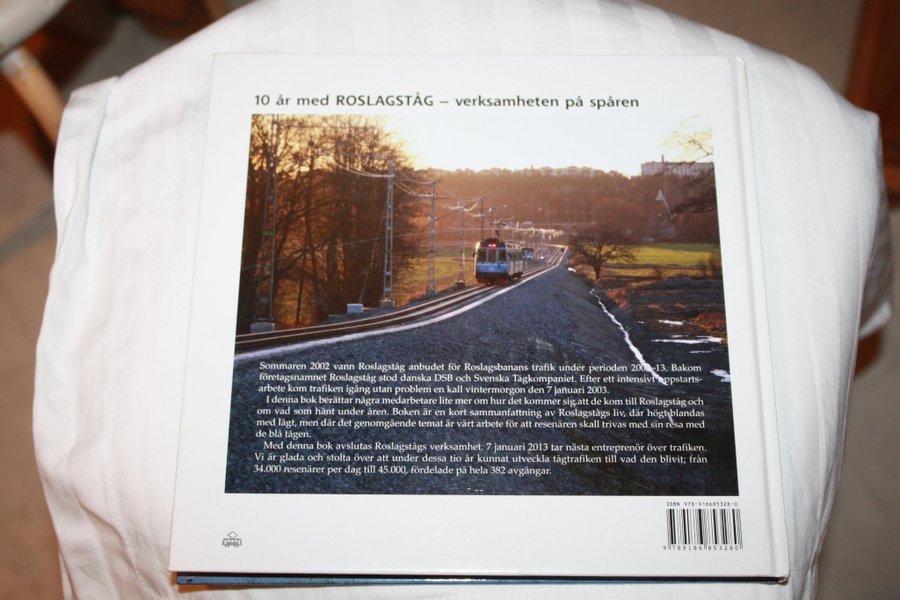 10 år med ROSLAGSTÅG – verksamheten på spåren
Sommaren 2002 vann Roslagståg anbudet för Roslagsbanans trafik under perioden 2003–13. Bakom
företagsnamnet Roslagståg stod danska DSB och Svenska Tågkompaniet. Efter ett intensivt uppstarts-
arbete kom trafiken igång utan problem en kall vintermorgon den 7 januari 2003.
I denna bok berättar några medarbetare lite mer om hur det kommer sig att de kom till Roslagståg och
om vad som hänt under åren. Boken är en kort sammanfattning av Roslagstågs liv, där högt blandas
med lågt, men där det genomgående temat är vårt arbete för att resenären skall trivas med sin resa med
de blå tågen.
Med denna bok avslutas Roslagstågs verksamhet. 7 januari 2013 tar nästa entreprenör över trafiken.
Vi är glada och stolta över att under dessa tio år kunnat utveckla tågtrafiken till vad den blivit; från
34.000 resenärer per dag till 45.000, fördelade på hela 382 avgångar.
ISBN 978-918685328-0
9 789186 853280